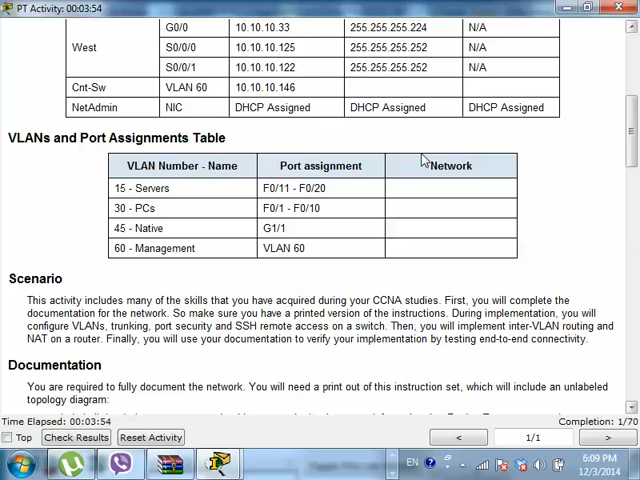 PT Activity: 00:03:54
G0/0 10.10.10.33 255.255.255.224 N/A
West S0/0/0 10.10.10.125 255.255.255.252 N/A
S0/0/1 10.10.10.122 255.255.255.252 N/A
Cnt-Sw VLAN 60 10.10.10.146
NetAdmin NIC DHCP Assigned DHCP Assigned DHCP Assigned
VLANs and Port Assignments Table
VLAN Number - Name Port assignment Network
15 - Servers F0/11 - F0/20
30 - PCs F0/1 - F0/10
45 - Native G1/1
60 - Management VLAN 60
Scenario
This activity includes many of the skills that you have acquired during your CCNA studies. First, you will complete the
documentation for the network. So make sure you have a printed version of the instructions. During implementation, you will
configure VLANs, trunking, port security and SSH remote access on a switch. Then, you will implement inter-VLAN routing and
NAT on a router. Finally, you will use your documentation to verify your implementation by testing end-to-end connectivity.
Documentation
You are required to fully document the network. You will need a print out of this instruction set, which will include an unlabeled
topology diagram:
Time Elapsed: 00:03:54 Completion: 1/70
Top Check Results Reset Activity < 1/1 >
EN 6:09 PM
12/3/2014